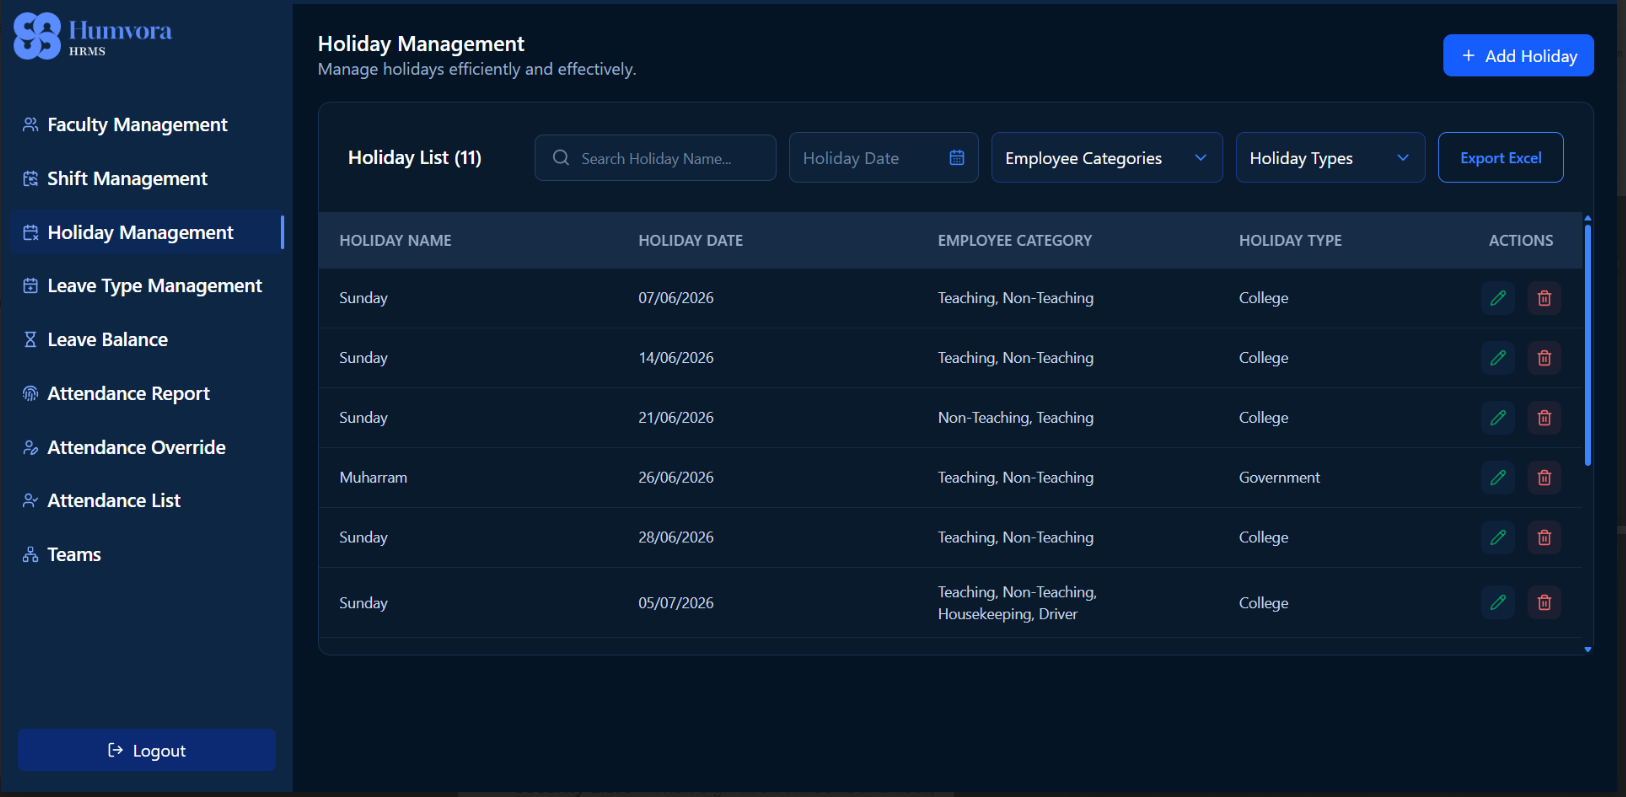 Humvora
HRMS
Faculty Management
Shift Management
Holiday Management
Leave Type Management
Leave Balance
Attendance Report
Attendance Override
Attendance List
Teams
Logout
Holiday Management
Manage holidays efficiently and effectively.
+ Add Holiday
Holiday List (11)
Search Holiday Name...
Holiday Date
Employee Categories
Holiday Types
Export Excel
HOLIDAY NAME HOLIDAY DATE EMPLOYEE CATEGORY HOLIDAY TYPE ACTIONS
Sunday 07/06/2026 Teaching, Non-Teaching College
Sunday 14/06/2026 Teaching, Non-Teaching College
Sunday 21/06/2026 Non-Teaching, Teaching College
Muharram 26/06/2026 Teaching, Non-Teaching Government
Sunday 28/06/2026 Teaching, Non-Teaching College
Sunday 05/07/2026 Teaching, Non-Teaching, College
Housekeeping, Driver